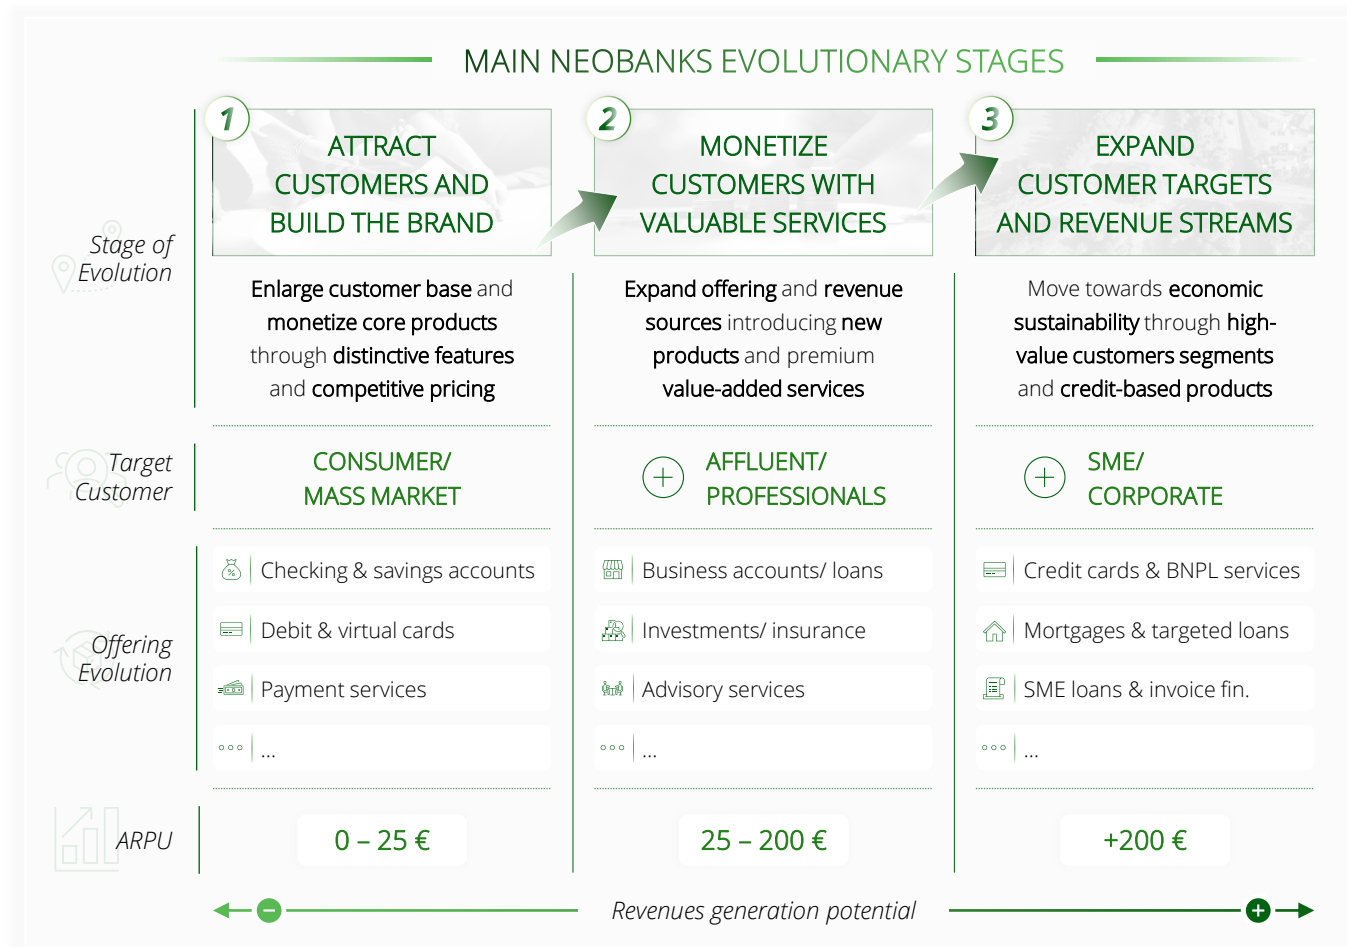 MAIN NEOBANKS EVOLUTIONARY STAGES
1
ATTRACT
CUSTOMERS AND
BUILD THE BRAND
2
MONETIZE
CUSTOMERS WITH
VALUABLE SERVICES
3
EXPAND
CUSTOMER TARGETS
AND REVENUE STREAMS
Stage of
Evolution
Enlarge customer base and
monetize core products
through distinctive features
and competitive pricing
Expand offering and revenue
sources introducing new
products and premium
value-added services
Move towards economic
sustainability through high-
value customers segments
and credit-based products
Target
Customer
CONSUMER/
MASS MARKET
+
AFFLUENT/
PROFESSIONALS
+
SME/
CORPORATE
Offering
Evolution
Checking & savings accounts
Debit & virtual cards
Payment services
...
Business accounts/ loans
Investments/ insurance
Advisory services
...
Credit cards & BNPL services
Mortgages & targeted loans
SME loans & invoice fin.
...
ARPU
0 – 25 €
25 – 200 €
+200 €
Revenues generation potential